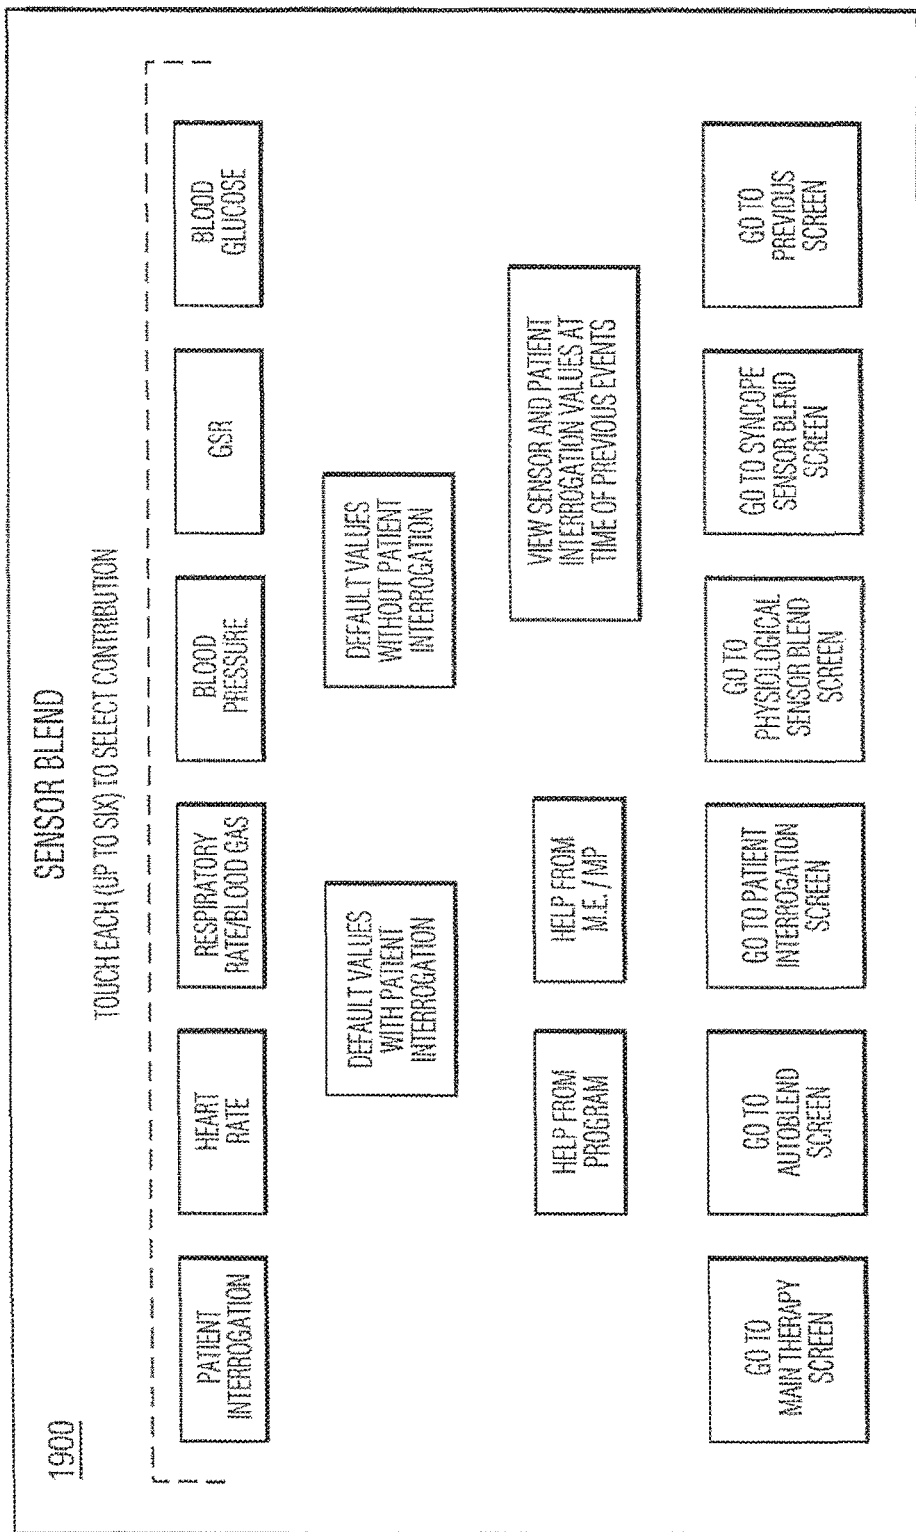 1900
SENSOR BLEND
TOUCH EACH (UP TO SIX) TO SELECT CONTRIBUTION
PATIENT
INTERROGATION
HEART
RATE
RESPIRATORY
RATE/BLOOD GAS
BLOOD
PRESSURE
GSR
BLOOD
GLUCOSE
DEFAULT VALUES
WITH PATIENT
INTERROGATION
DEFAULT VALUES
WITHOUT PATIENT
INTERROGATION
HELP FROM
PROGRAM
HELP FROM
M.E./MP
VIEW SENSOR AND PATIENT
INTERROGATION VALUES AT
TIME OF PREVIOUS EVENTS
GO TO
MAIN THERAPY
SCREEN
GO TO
AUTOBLEND
SCREEN
GO TO PATIENT
INTERROGATION
SCREEN
GO TO
PHYSIOLOGICAL
SENSOR BLEND
SCREEN
GO TO SYNCOPE
SENSOR BLEND
SCREEN
GO TO
PREVIOUS
SCREEN